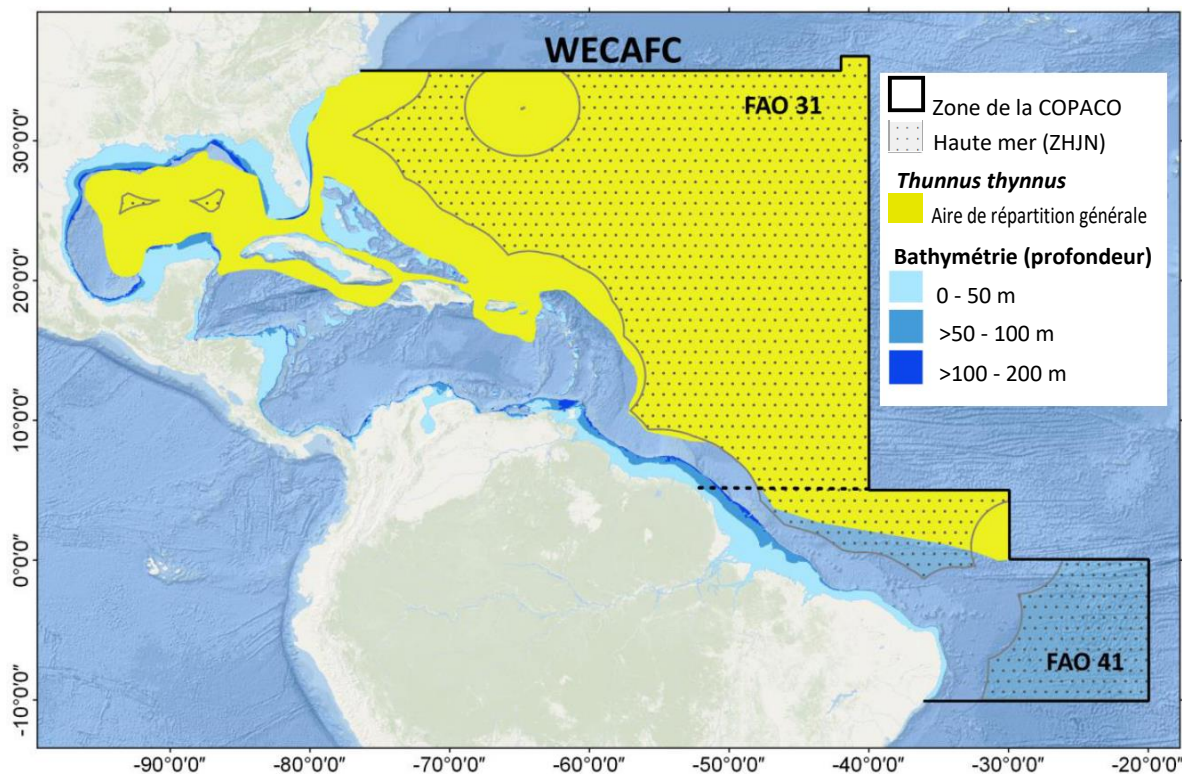 WECAFC
FAO 31
Zone de la COPACO
Haute mer (ZHJN)
Thunnus thynnus
Aire de répartition générale
Bathymétrie (profondeur)
0 - 50 m
>50 - 100 m
>100 - 200 m
FAO 41
30°0'0"
20°0'0"
10°0'0"
0°0'0"
-10°0'0"
-90°0'0"
-80°0'0"
-70°0'0"
-60°0'0"
-50°0'0"
-40°0'0"
-30°0'0"
-20°0'0"